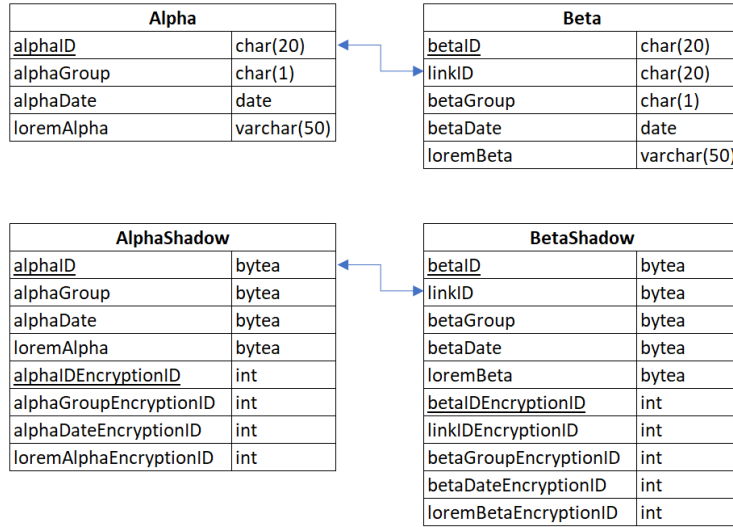 Alpha
alphaID char(20)
alphaGroup char(1)
alphaDate date
loremAlpha varchar(50)
Beta
betaID char(20)
linkID char(20)
betaGroup char(1)
betaDate date
loremBeta varchar(50)
AlphaShadow
alphaID bytea
alphaGroup bytea
alphaDate bytea
loremAlpha bytea
alphaIDEncryptionID int
alphaGroupEncryptionID int
alphaDateEncryptionID int
loremAlphaEncryptionID int
BetaShadow
betaID bytea
linkID bytea
betaGroup bytea
betaDate bytea
loremBeta bytea
betaIDEncryptionID int
linkIDEncryptionID int
betaGroupEncryptionID int
betaDateEncryptionID int
loremBetaEncryptionID int